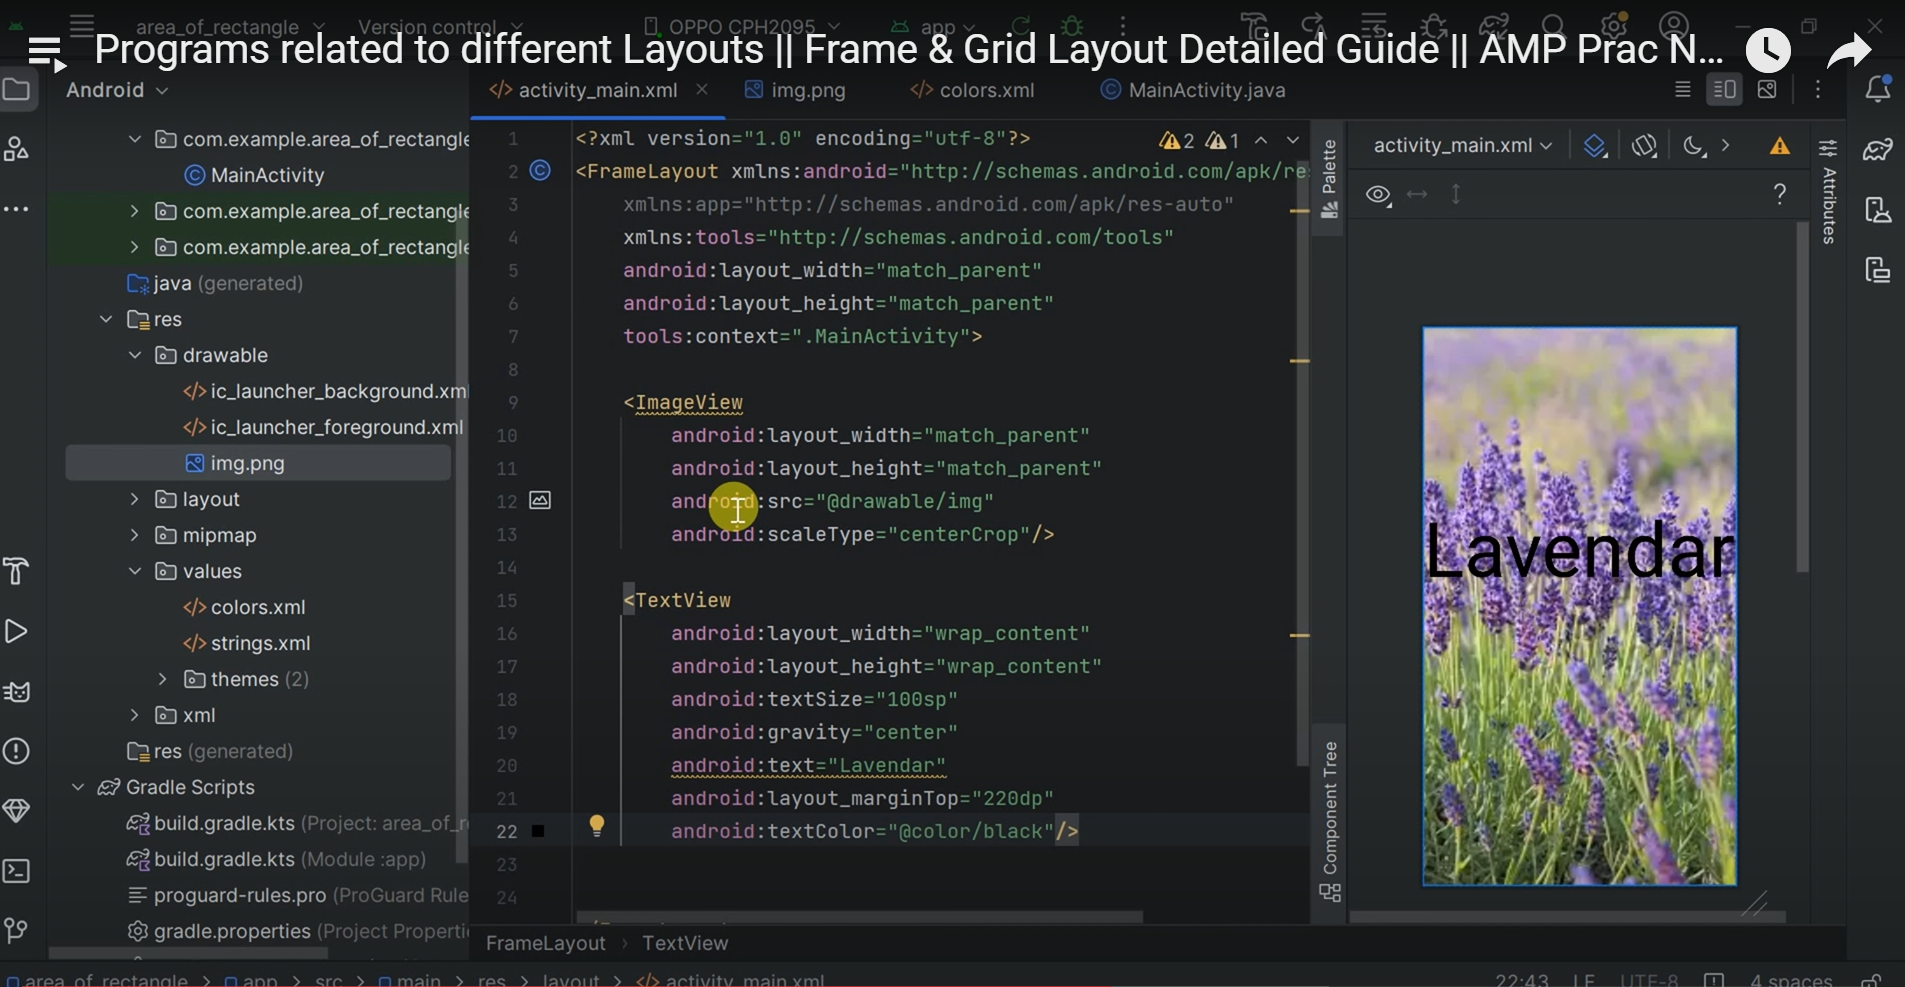 area_of_rectangle Version control OPPO CPH2095 app
Programs related to different Layouts || Frame & Grid Layout Detailed Guide || AMP Prac N...
Android
activity_main.xml img.png colors.xml MainActivity.java
com.example.area_of_rectangle
MainActivity
com.example.area_of_rectangle
com.example.area_of_rectangle
java (generated)
res
drawable
ic_launcher_background.xml
ic_launcher_foreground.xml
img.png
layout
mipmap
values
colors.xml
strings.xml
themes (2)
xml
res (generated)
Gradle Scripts
build.gradle.kts (Project: area_of_r
build.gradle.kts (Module :app)
proguard-rules.pro (ProGuard Rule
gradle.properties (Project Properti
1 <?xml version="1.0" encoding="utf-8"?>
2 1
2 <FrameLayout xmlns:android="http://schemas.android.com/apk/re
3 xmlns:app="http://schemas.android.com/apk/res-auto"
4 xmlns:tools="http://schemas.android.com/tools"
5 android:layout_width="match_parent"
6 android:layout_height="match_parent"
7 tools:context=".MainActivity">
8
9 <ImageView
10 android:layout_width="match_parent"
11 android:layout_height="match_parent"
12 android:src="@drawable/img"
13 android:scaleType="centerCrop"/>
14
15 <TextView
16 android:layout_width="wrap_content"
17 android:layout_height="wrap_content"
18 android:textSize="100sp"
19 android:gravity="center"
20 android:text="Lavendar"
21 android:layout_marginTop="220dp"
22 android:textColor="@color/black"/>
23
24
FrameLayout > TextView
Palette
Component Tree
activity_main.xml
?
Attributes
Lavendar
area_of_rectangle > app > src > main > res > layout > activity_main.xml
22:43 LF UTF-8 4 spaces